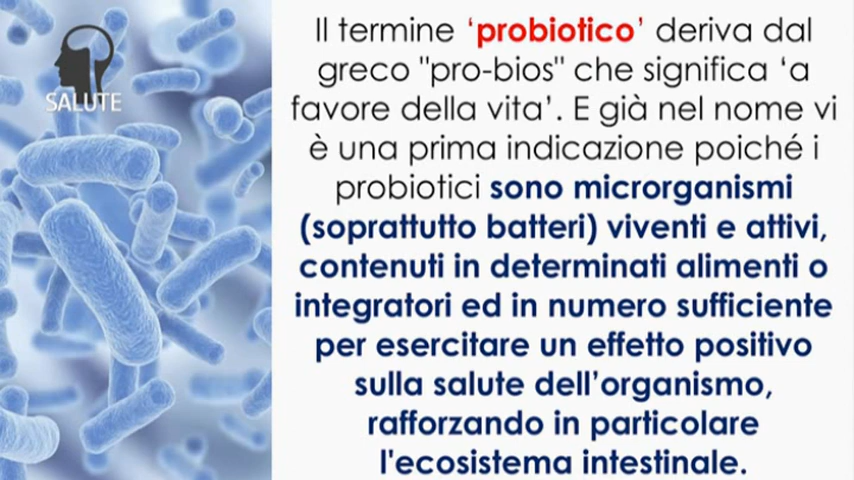 SALUTE
Il termine ‘probiotico’ deriva dal
greco "pro-bios" che significa ‘a
favore della vita’. E già nel nome vi
è una prima indicazione poiché i
probiotici sono microrganismi
(soprattutto batteri) viventi e attivi,
contenuti in determinati alimenti o
integratori ed in numero sufficiente
per esercitare un effetto positivo
sulla salute dell’organismo,
rafforzando in particolare
l'ecosistema intestinale.